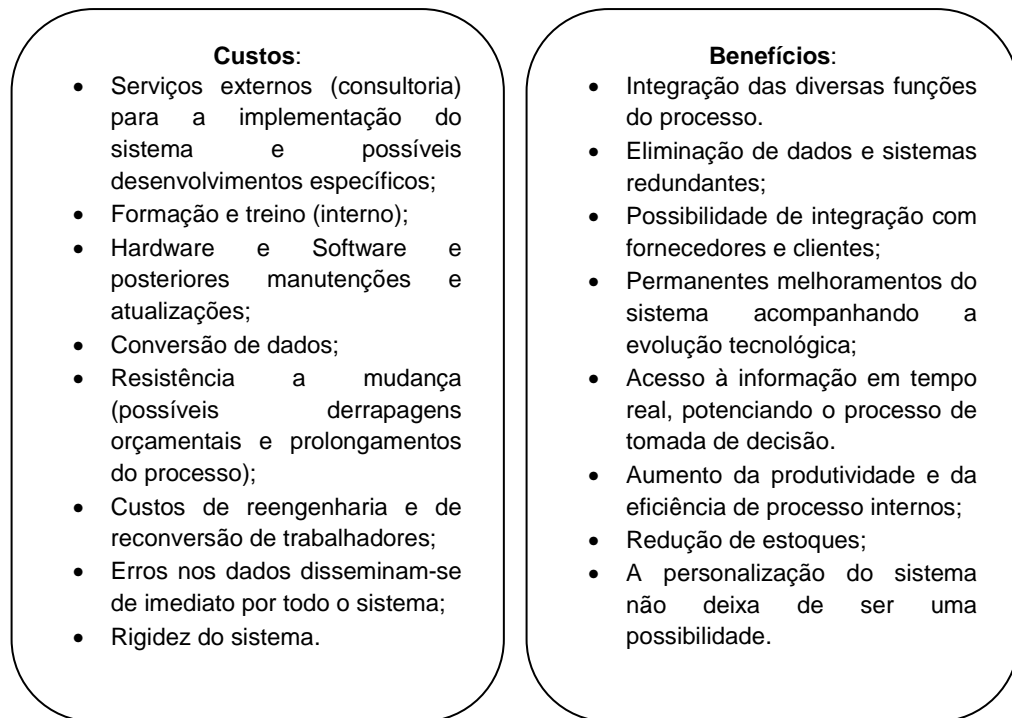 Custos:
• Serviços externos (consultoria)
para a implementação do
sistema e possíveis
desenvolvimentos específicos;
• Formação e treino (interno);
• Hardware e Software e
posteriores manutenções e
atualizações;
• Conversão de dados;
• Resistência a mudança
(possíveis derrapagens
orçamentais e prolongamentos
do processo);
• Custos de reengenharia e de
reconversão de trabalhadores;
• Erros nos dados disseminam-se
de imediato por todo o sistema;
• Rigidez do sistema.
Benefícios:
• Integração das diversas funções
do processo.
• Eliminação de dados e sistemas
redundantes;
• Possibilidade de integração com
fornecedores e clientes;
• Permanentes melhoramentos do
sistema acompanhando a
evolução tecnológica;
• Acesso à informação em tempo
real, potenciando o processo de
tomada de decisão.
• Aumento da produtividade e da
eficiência de processo internos;
• Redução de estoques;
• A personalização do sistema
não deixa de ser uma
possibilidade.